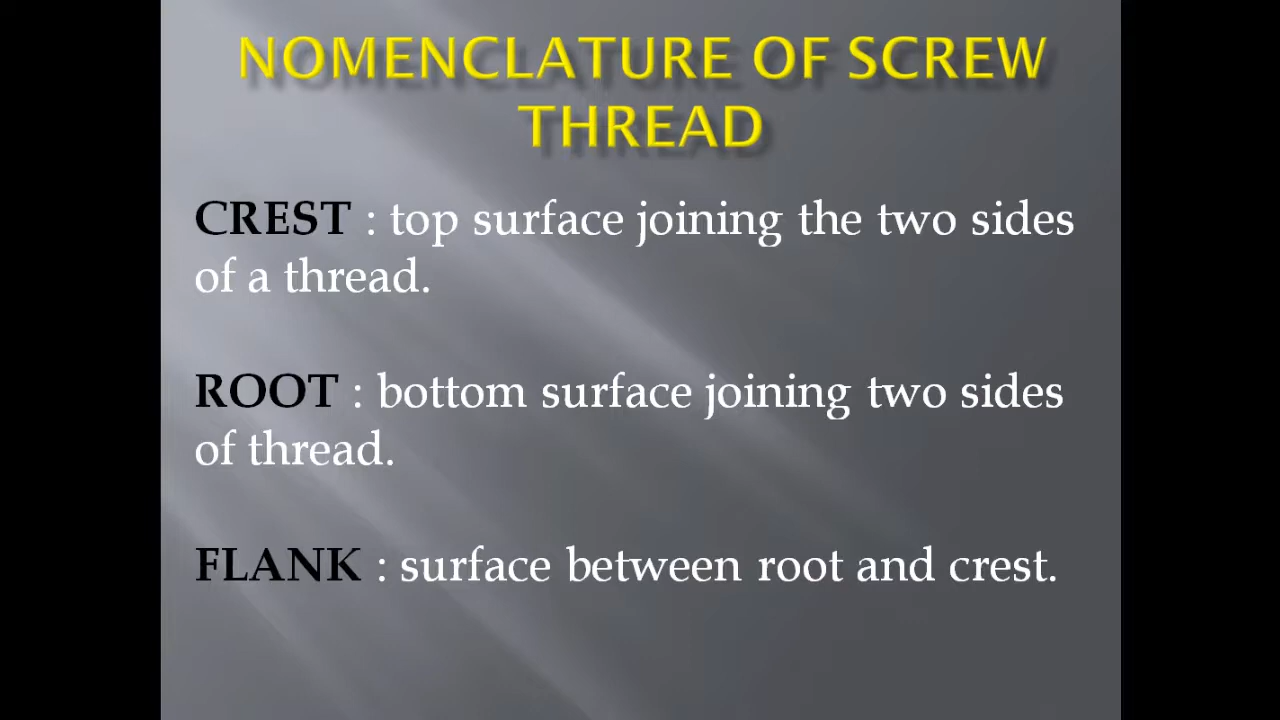 NOMENCLATURE OF SCREW
THREAD
CREST : top surface joining the two sides
of a thread.
ROOT : bottom surface joining two sides
of thread.
FLANK : surface between root and crest.